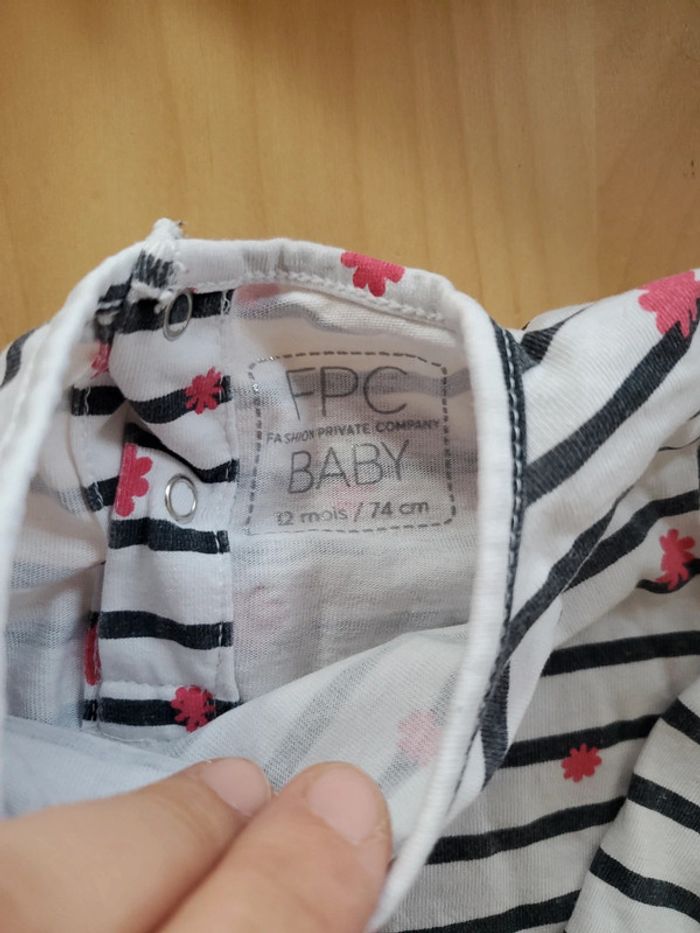 FPC
FASHION PRIVATE COMPANY
BABY
12 mois / 74 cm